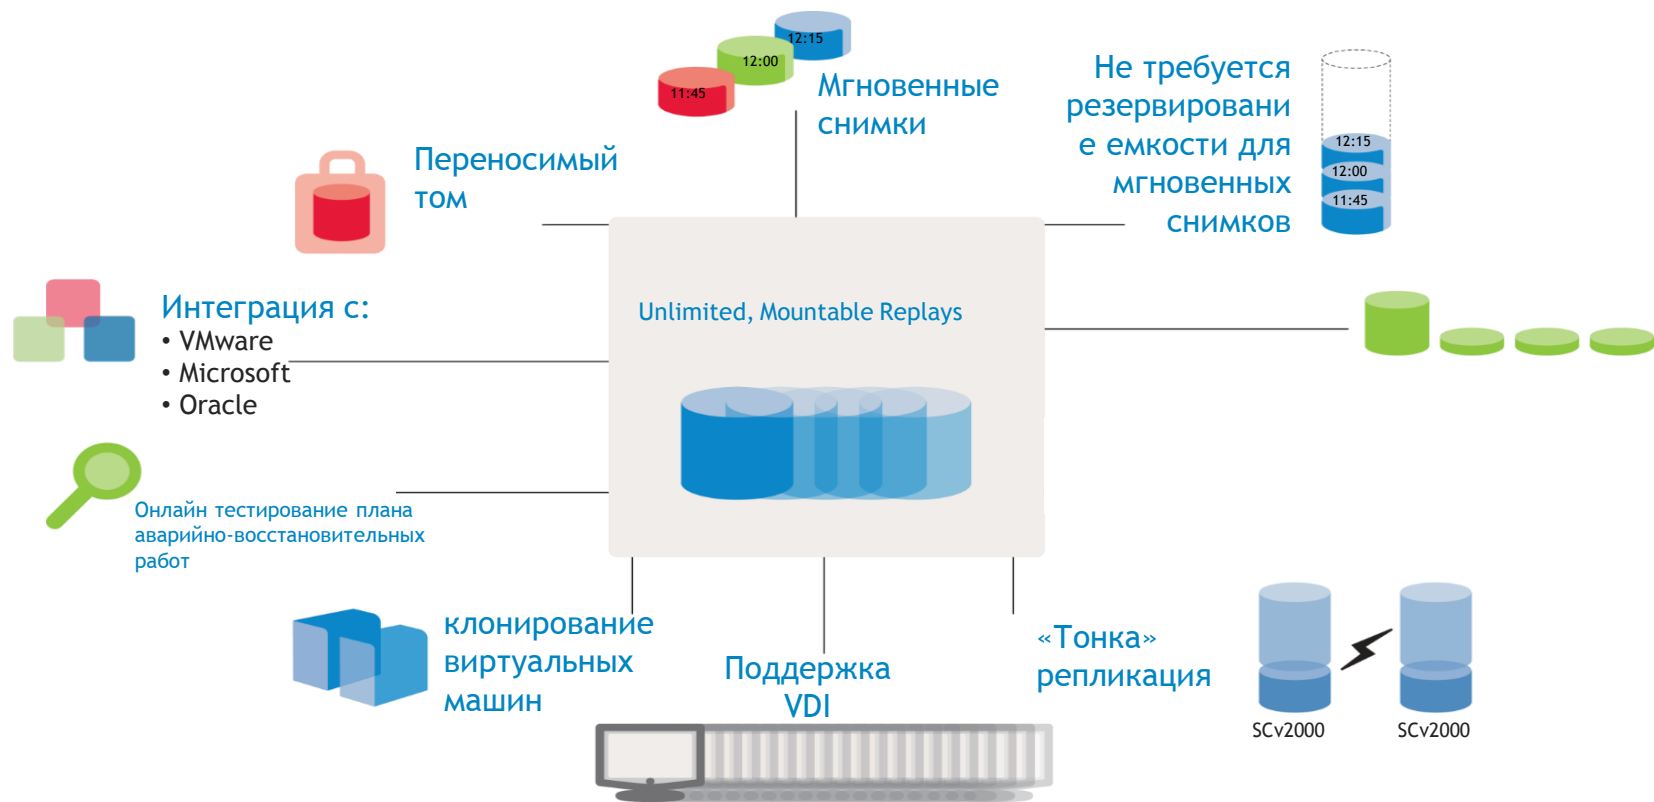 12:15
12:00
11:45
Мгновенные
снимки
Не требуется
резервировани
е емкости для
мгновенных
снимков
12:15
12:00
11:45
Переносимый
том
Интеграция с:
• VMware
• Microsoft
• Oracle
Unlimited, Mountable Replays
Онлайн тестирование плана
аварийно-восстановительных
работ
клонирование
виртуальных
машин
Поддержка
VDI
«Тонка»
репликация
SCv2000
SCv2000